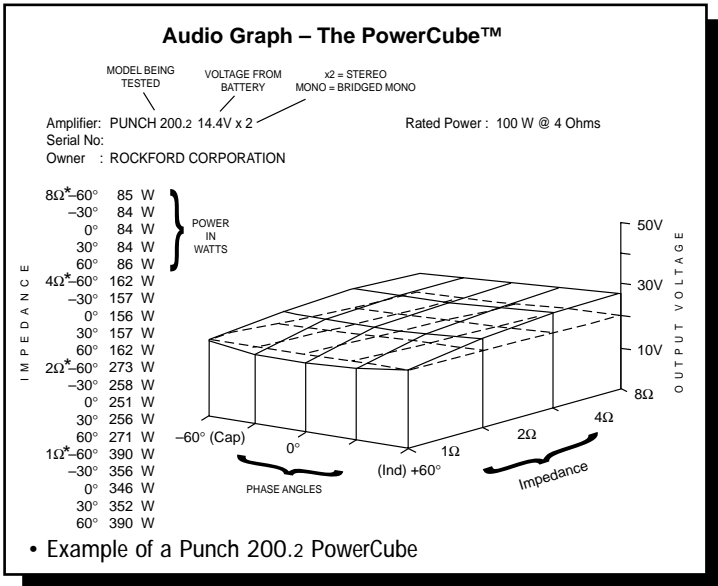 Audio Graph – The PowerCube™
MODEL BEING
TESTED
VOLTAGE FROM
BATTERY
x2 = STEREO
MONO = BRIDGED MONO
Amplifier: PUNCH 200.2 14.4V x 2
Rated Power : 100 W @ 4 Ohms
Serial No:
Owner : ROCKFORD CORPORATION
8Ω*–60° 85 W
–30° 84 W
0° 84 W
30° 84 W
60° 86 W
4Ω*–60° 162 W
–30° 157 W
0° 156 W
30° 157 W
60° 162 W
2Ω*–60° 273 W
–30° 258 W
0° 251 W
30° 256 W
60° 271 W
1Ω*–60° 390 W
–30° 356 W
0° 346 W
30° 352 W
60° 390 W
IMPEDANCE
POWER
IN
WATTS
50V
30V
10V
OUTPUT VOLTAGE
8Ω
4Ω
2Ω
1Ω
Impedance
–60° (Cap)
0°
(Ind) +60°
PHASE ANGLES
• Example of a Punch 200.2 PowerCube